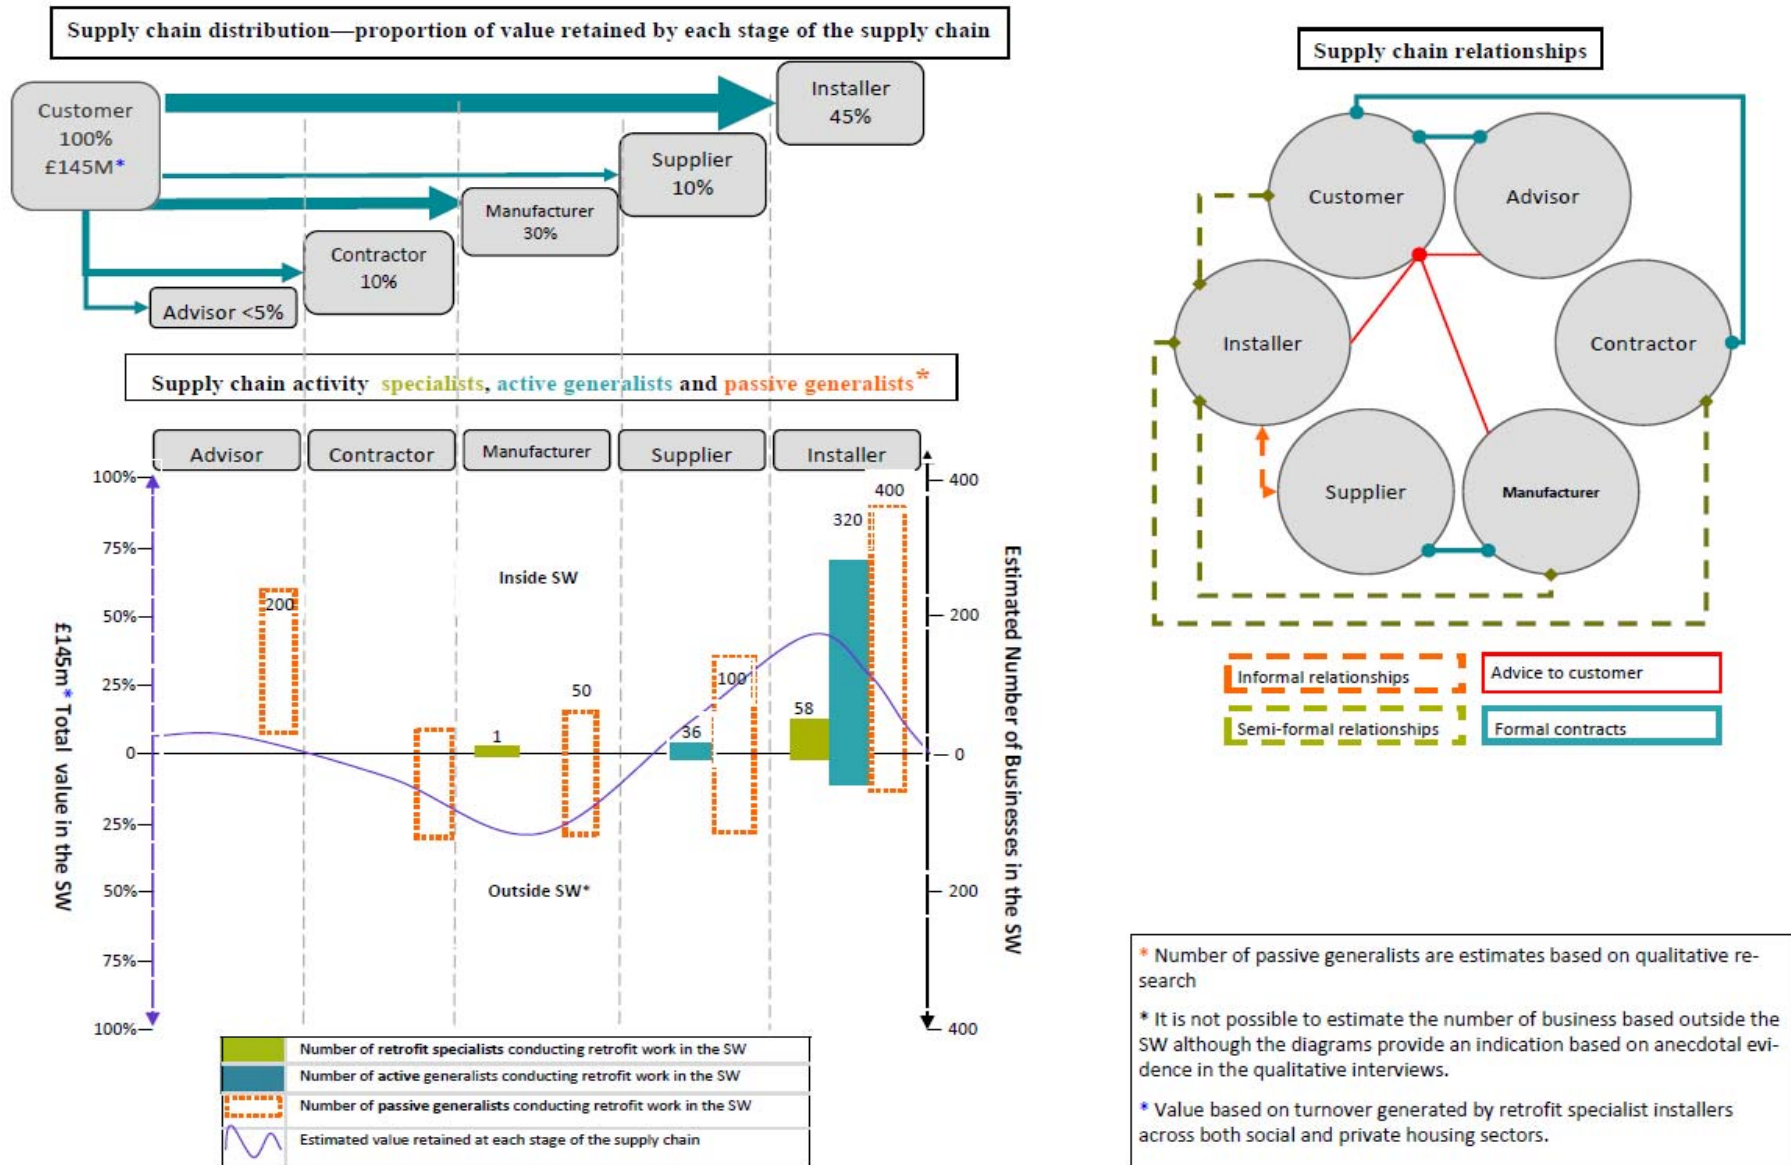 Supply chain distribution—proportion of value retained by each stage of the supply chain
Customer
100%
£145M*
Installer
45%
Supplier
10%
Manufacturer
30%
Contractor
10%
Advisor <5%
Supply chain activity specialists, active generalists and passive generalists*
Advisor
Contractor
Manufacturer
Supplier
Installer
100%
75%
50%
25%
0
25%
50%
75%
100%
£145m* Total value in the SW
400
200
0
200
400
Estimated Number of Businesses in the SW
Inside SW
Outside SW*
200
1
50
36
100
58
320
400
Number of retrofit specialists conducting retrofit work in the SW
Number of active generalists conducting retrofit work in the SW
Number of passive generalists conducting retrofit work in the SW
Estimated value retained at each stage of the supply chain
Supply chain relationships
Customer
Advisor
Installer
Contractor
Supplier
Manufacturer
Informal relationships
Advice to customer
Semi-formal relationships
Formal contracts
* Number of passive generalists are estimates based on qualitative re-
search
* It is not possible to estimate the number of business based outside the
SW although the diagrams provide an indication based on anecdotal evi-
dence in the qualitative interviews.
* Value based on turnover generated by retrofit specialist installers
across both social and private housing sectors.